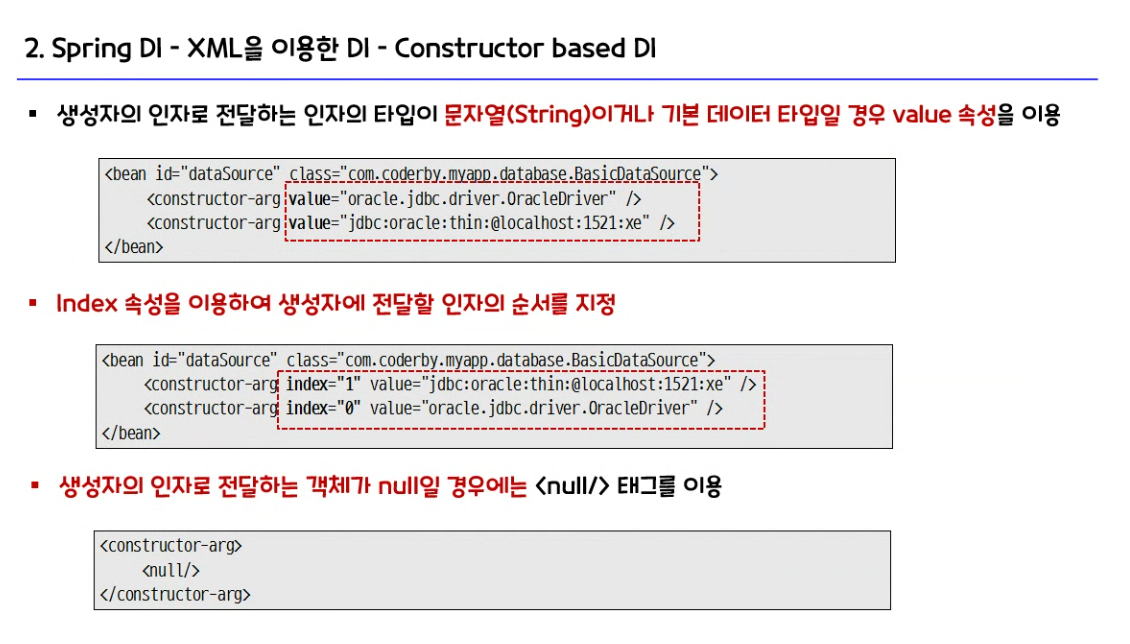 2. Spring DI - XML을 이용한 DI - Constructor based DI
▪ 생성자의 인자로 전달하는 인자의 타입이 문자열(String)이거나 기본 데이터 타입일 경우 value 속성을 이용
<bean id="dataSource" class="com.coderby.myapp.database.BasicDataSource">
<constructor-arg value="oracle.jdbc.driver.OracleDriver" />
<constructor-arg value="jdbc:oracle:thin:@localhost:1521:xe" />
</bean>
▪ Index 속성을 이용하여 생성자에 전달할 인자의 순서를 지정
<bean id="dataSource" class="com.coderby.myapp.database.BasicDataSource">
<constructor-arg index="1" value="jdbc:oracle:thin:@localhost:1521:xe" />
<constructor-arg index="0" value="oracle.jdbc.driver.OracleDriver" />
</bean>
▪ 생성자의 인자로 전달하는 객체가 null일 경우에는 <null/> 태그를 이용
<constructor-arg>
<null/>
</constructor-arg>